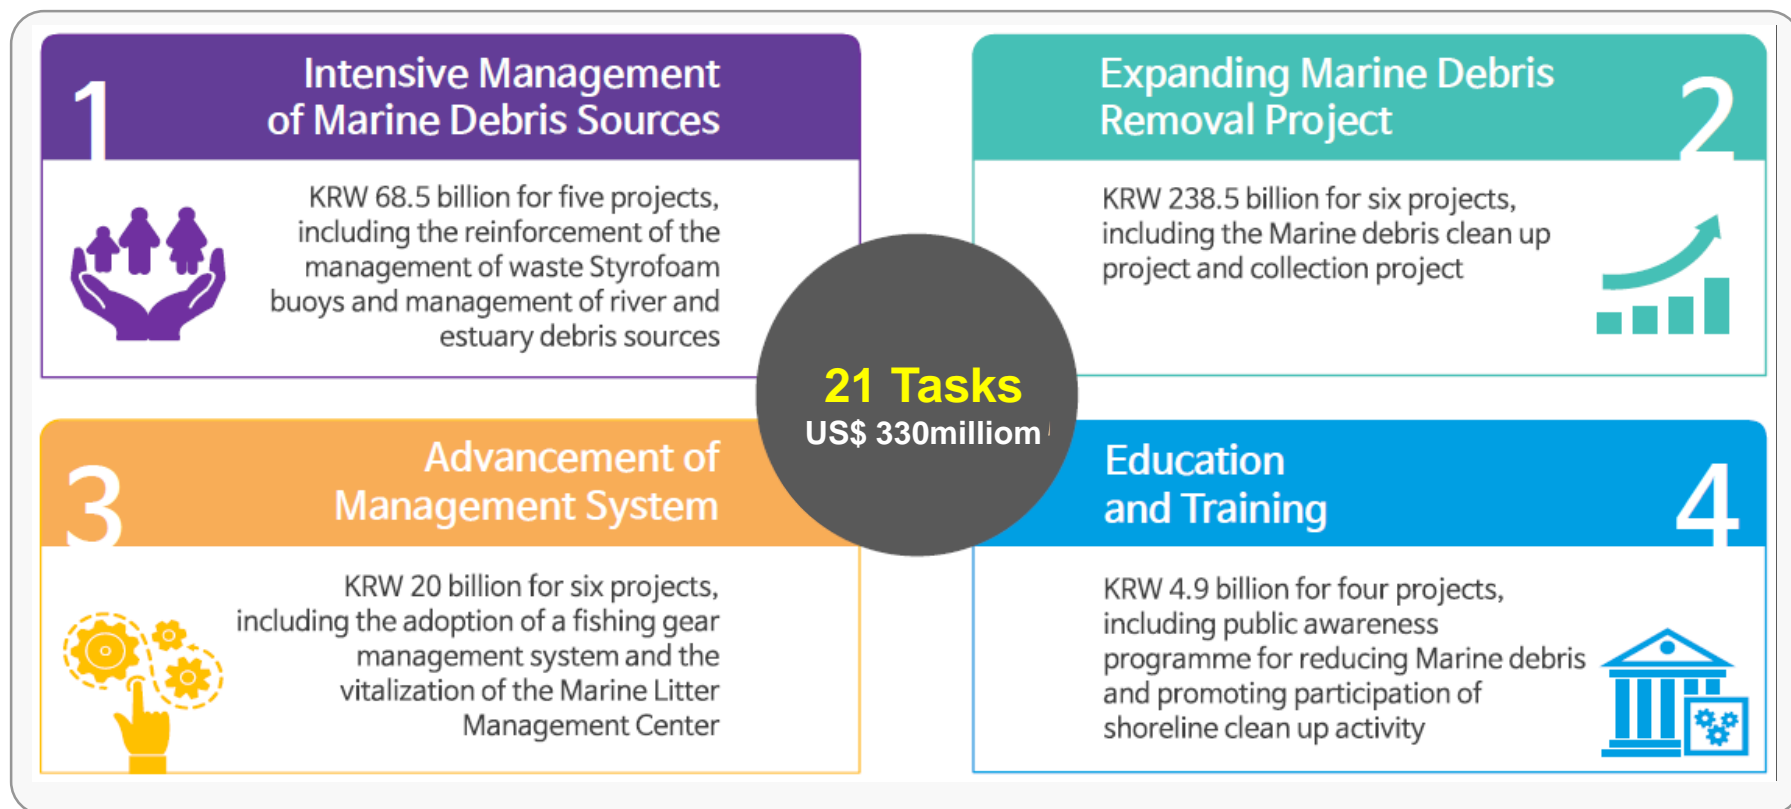 1
Intensive Management
of Marine Debris Sources
KRW 68.5 billion for five projects,
including the reinforcement of the
management of waste Styrofoam
buoys and management of river and
estuary debris sources
2
Expanding Marine Debris
Removal Project
KRW 238.5 billion for six projects,
including the Marine debris clean up
project and collection project
21 Tasks
US$ 330milliom
3
Advancement of
Management System
KRW 20 billion for six projects,
including the adoption of a fishing gear
management system and the
vitalization of the Marine Litter
Management Center
4
Education
and Training
KRW 4.9 billion for four projects,
including public awareness
programme for reducing Marine debris
and promoting participation of
shoreline clean up activity